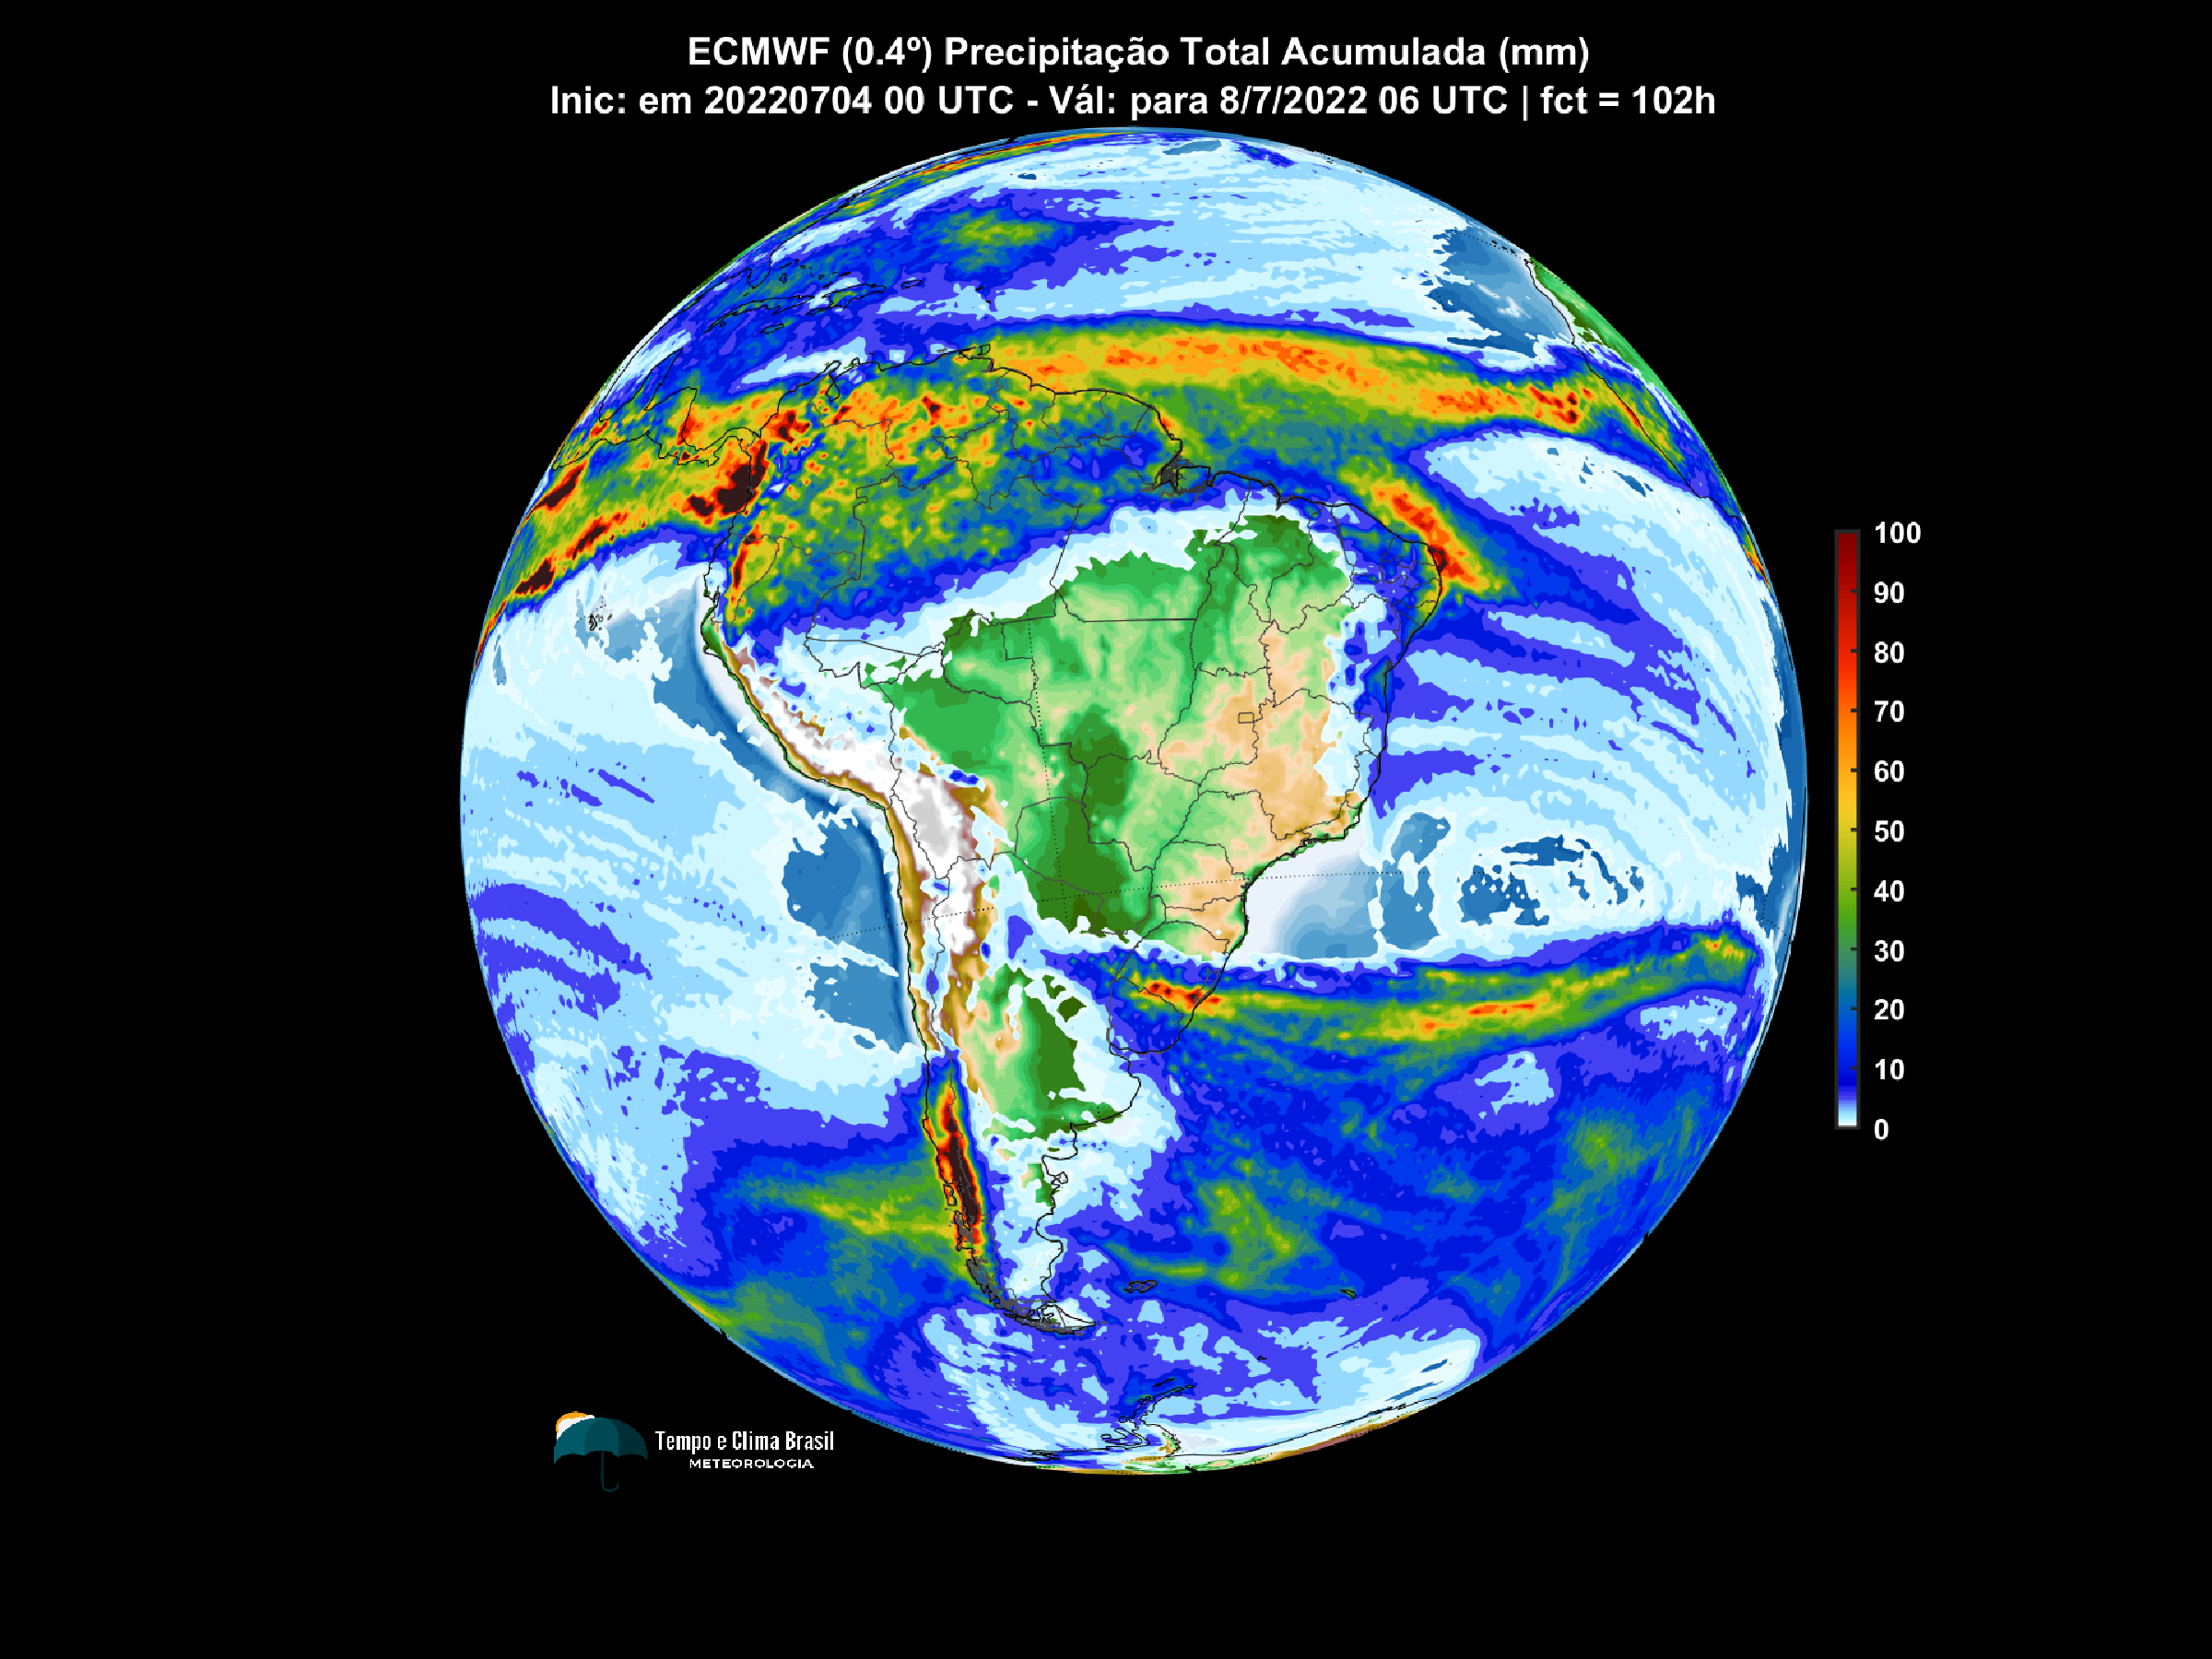 ECMWF (0.4º) Precipitação Total Acumulada (mm)
Inic: em 20220704 00 UTC - Vál: para 8/7/2022 06 UTC | fct = 102h
100
90
80
70
60
50
40
30
20
10
0
Tempo e Clima Brasil
METEOROLOGIA